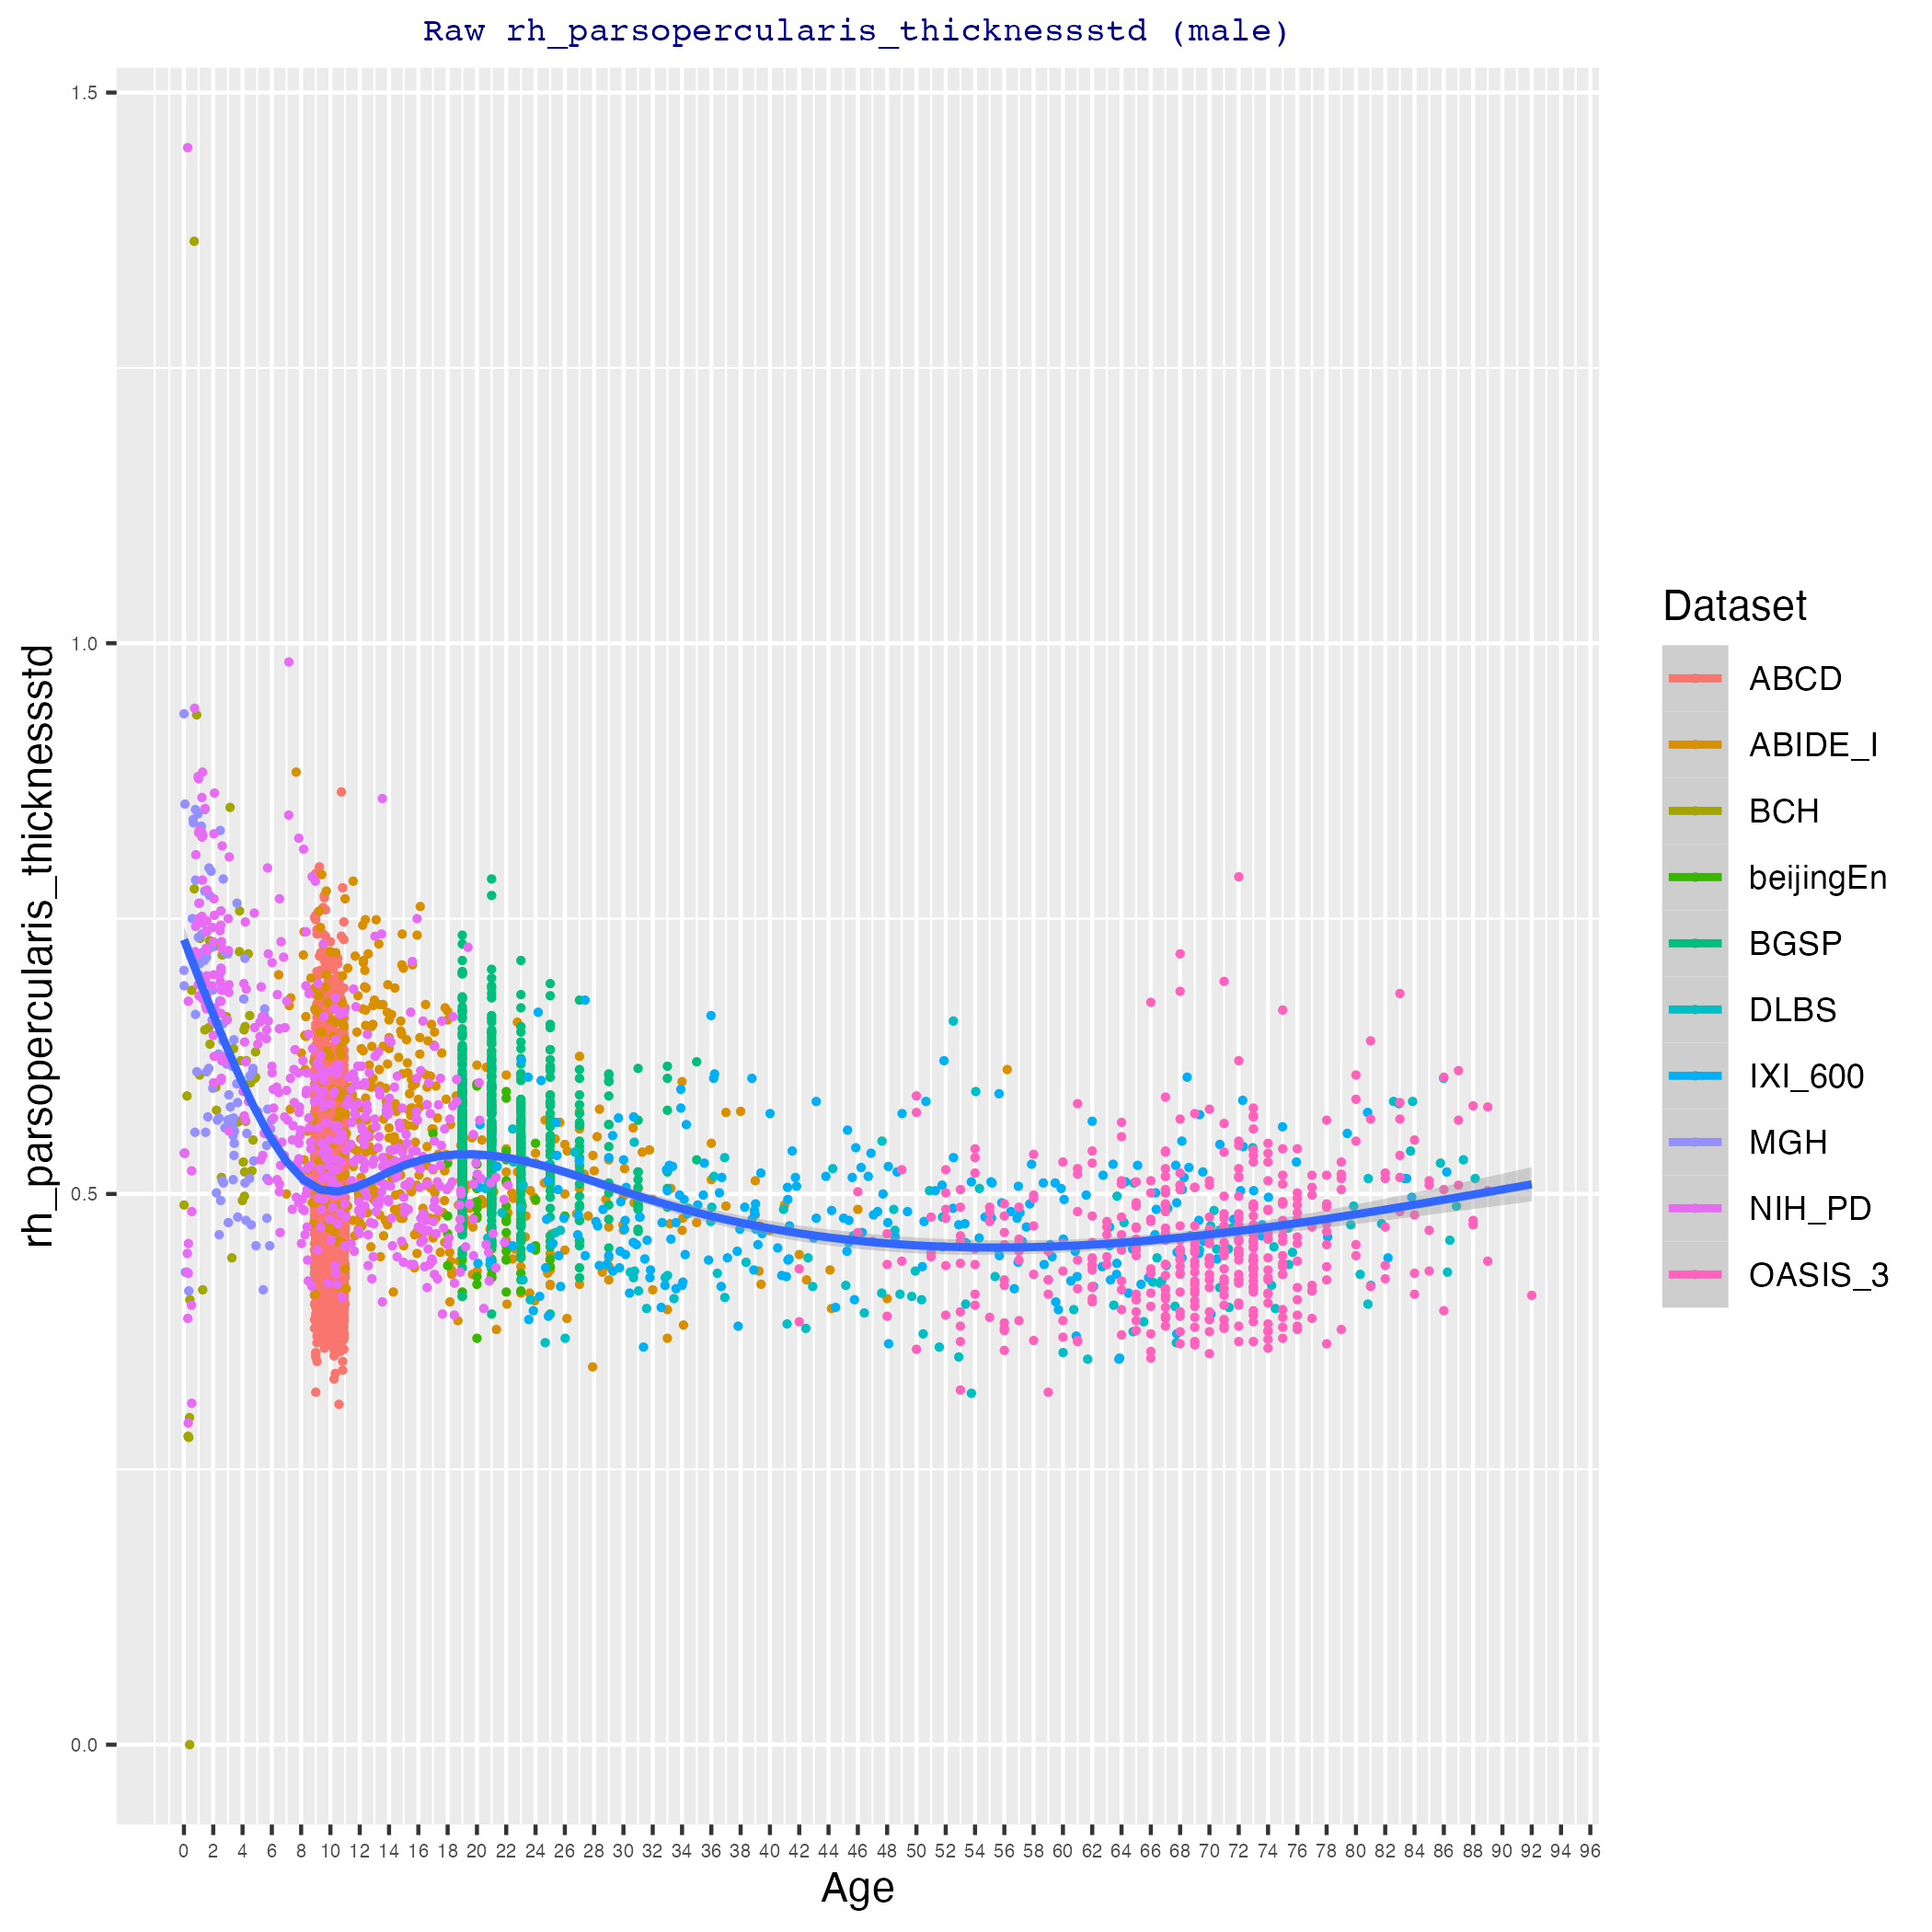 Raw rh_parsopercularis_thicknessstd (male)
rh_parsopercularis_thicknessstd
1.5
1.0
0.5
0.0
0 2 4 6 8 10 12 14 16 18 20 22 24 26 28 30 32 34 36 38 40 42 44 46 48 50 52 54 56 58 60 62 64 66 68 70 72 74 76 78 80 82 84 86 88 90 92 94 96
Age
Dataset
ABCD
ABIDE_I
BCH
beijingEn
BGSP
DLBS
IXI_600
MGH
NIH_PD
OASIS_3